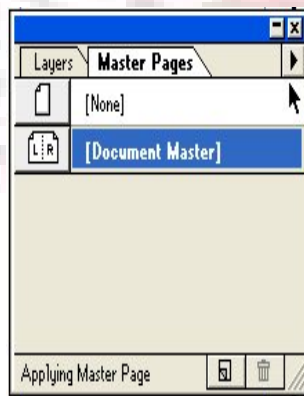 Layers Master Pages
[None]
L R [Document Master]
Applying Master Page